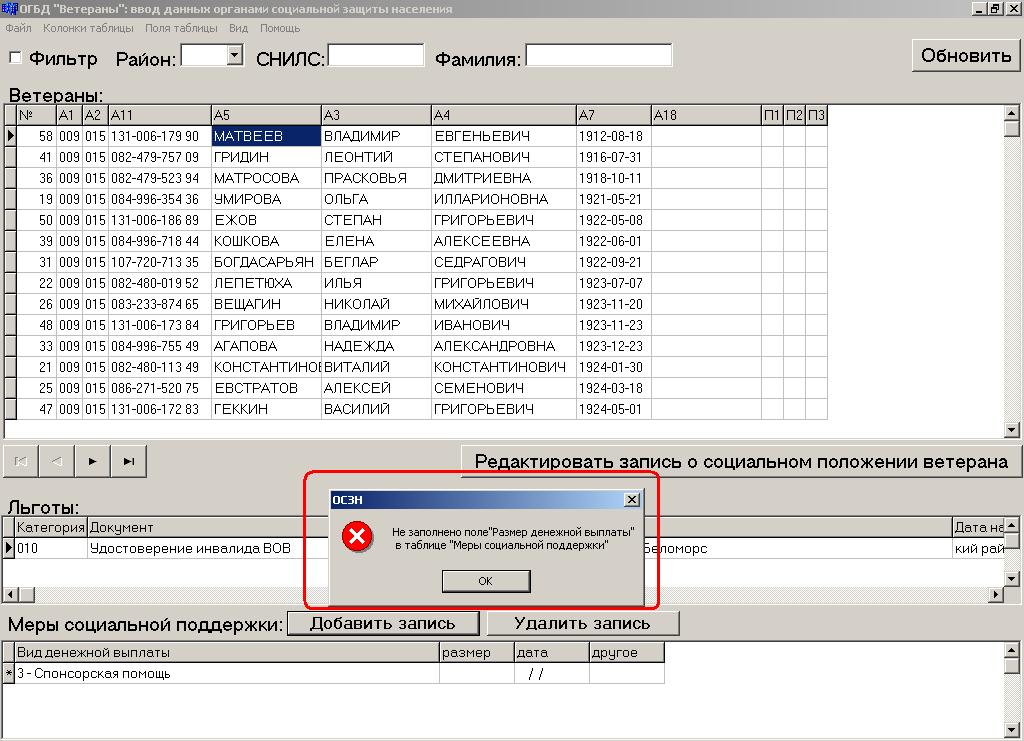 ОГБД "Ветераны": ввод данных органами социальной защиты населения
Файл Колонки таблицы Поля таблицы Вид Помощь
Фильтр Район: СНИЛС: Фамилия: Обновить
Ветераны:
№ А1 А2 А11 А5 А3 А4 А7 А18 П1 П2 П3
58 009 015 131-006-179 90 МАТВЕЕВ ВЛАДИМИР ЕВГЕНЬЕВИЧ 1912-08-18
41 009 015 082-479-757 09 ГРИДИН ЛЕОНТИЙ СТЕПАНОВИЧ 1916-07-31
36 009 015 082-479-523 94 МАТРОСОВА ПРАСКОВЬЯ ДМИТРИЕВНА 1918-10-11
19 009 015 084-996-354 36 УМИРОВА ОЛЬГА ИЛЛАРИОНОВНА 1921-05-21
50 009 015 131-006-186 89 ЕЖОВ СТЕПАН ГРИГОРЬЕВИЧ 1922-05-08
39 009 015 084-996-718 44 КОШКОВА ЕЛЕНА АЛЕКСЕЕВНА 1922-06-01
31 009 015 107-720-713 35 БОГДАСАРЬЯН БЕГЛАР СЕДРАГОВИЧ 1922-09-21
22 009 015 082-480-019 52 ЛЕПЕТЮХА ИЛЬЯ ГРИГОРЬЕВИЧ 1923-07-07
26 009 015 083-233-874 65 ВЕЩАГИН НИКОЛАЙ МИХАЙЛОВИЧ 1923-11-20
48 009 015 131-006-173 84 ГРИГОРЬЕВ ВЛАДИМИР ИВАНОВИЧ 1923-11-23
33 009 015 084-996-755 49 АГАПОВА НАДЕЖДА АЛЕКСАНДРОВНА 1923-12-23
21 009 015 082-480-113 49 КОНСТАНТИНОВ ВИТАЛИЙ КОНСТАНТИНОВИЧ 1924-01-30
25 009 015 086-271-520 75 ЕВСТРАТОВ АЛЕКСЕЙ СЕМЕНОВИЧ 1924-03-18
47 009 015 131-006-172 83 ГЕККИН ВАСИЛИЙ ГРИГОРЬЕВИЧ 1924-05-01
Редактировать запись о социальном положении ветерана
Льготы:
Категория Документ Дата на
010 Удостоверение инвалида ВОВ Беломорс кий рай
ОСЗН
Не заполнено поле"Размер денежной выплаты"
в таблице "Меры социальной поддержки"
OK
Меры социальной поддержки: Добавить запись Удалить запись
Вид денежной выплаты размер дата другое
3 - Спонсорская помощь / /